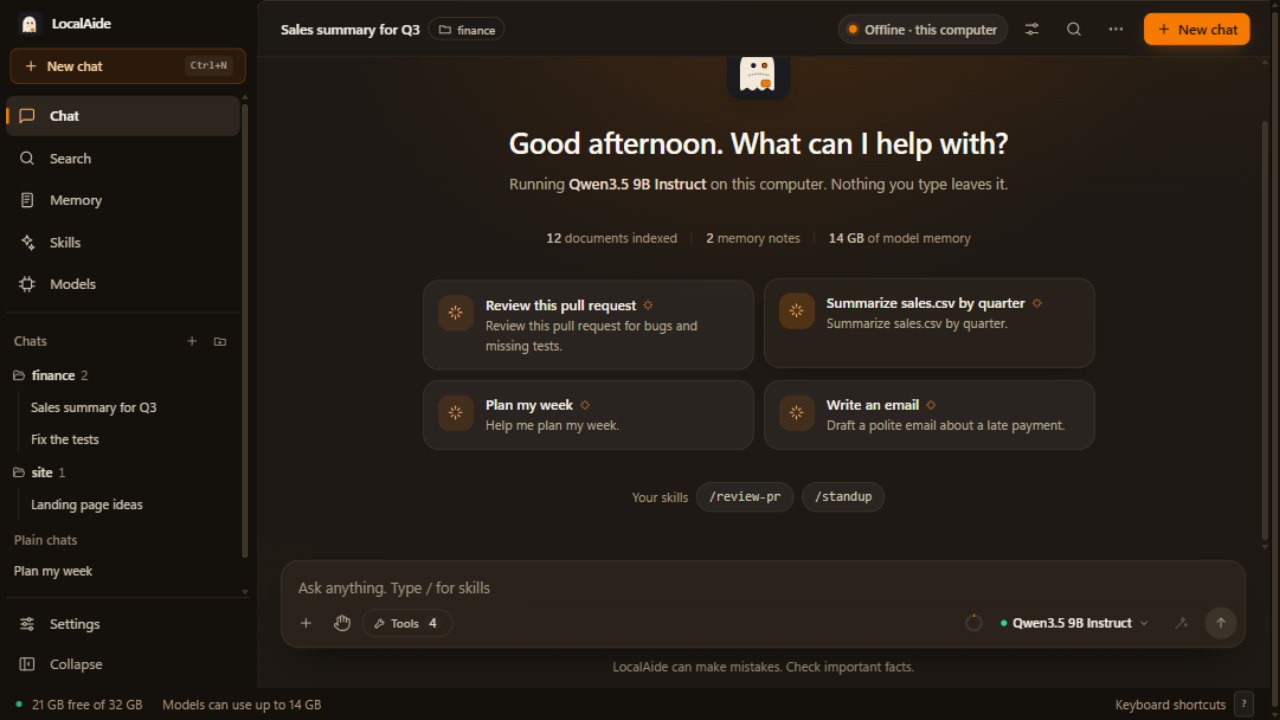 LocalAide
New chat Ctrl+N
Chat
Search
Memory
Skills
Models
Chats
finance 2
Sales summary for Q3
Fix the tests
site 1
Landing page ideas
Plain chats
Plan my week
Settings
Collapse
Sales summary for Q3 finance
Offline · this computer
New chat
Good afternoon. What can I help with?
Running Qwen3.5 9B Instruct on this computer. Nothing you type leaves it.
12 documents indexed 2 memory notes 14 GB of model memory
Review this pull request
Review this pull request for bugs and
missing tests.
Summarize sales.csv by quarter
Summarize sales.csv by quarter.
Plan my week
Help me plan my week.
Write an email
Draft a polite email about a late payment.
Your skills /review-pr /standup
Ask anything. Type / for skills
Tools 4
Qwen3.5 9B Instruct
LocalAide can make mistakes. Check important facts.
21 GB free of 32 GB Models can use up to 14 GB
Keyboard shortcuts ?